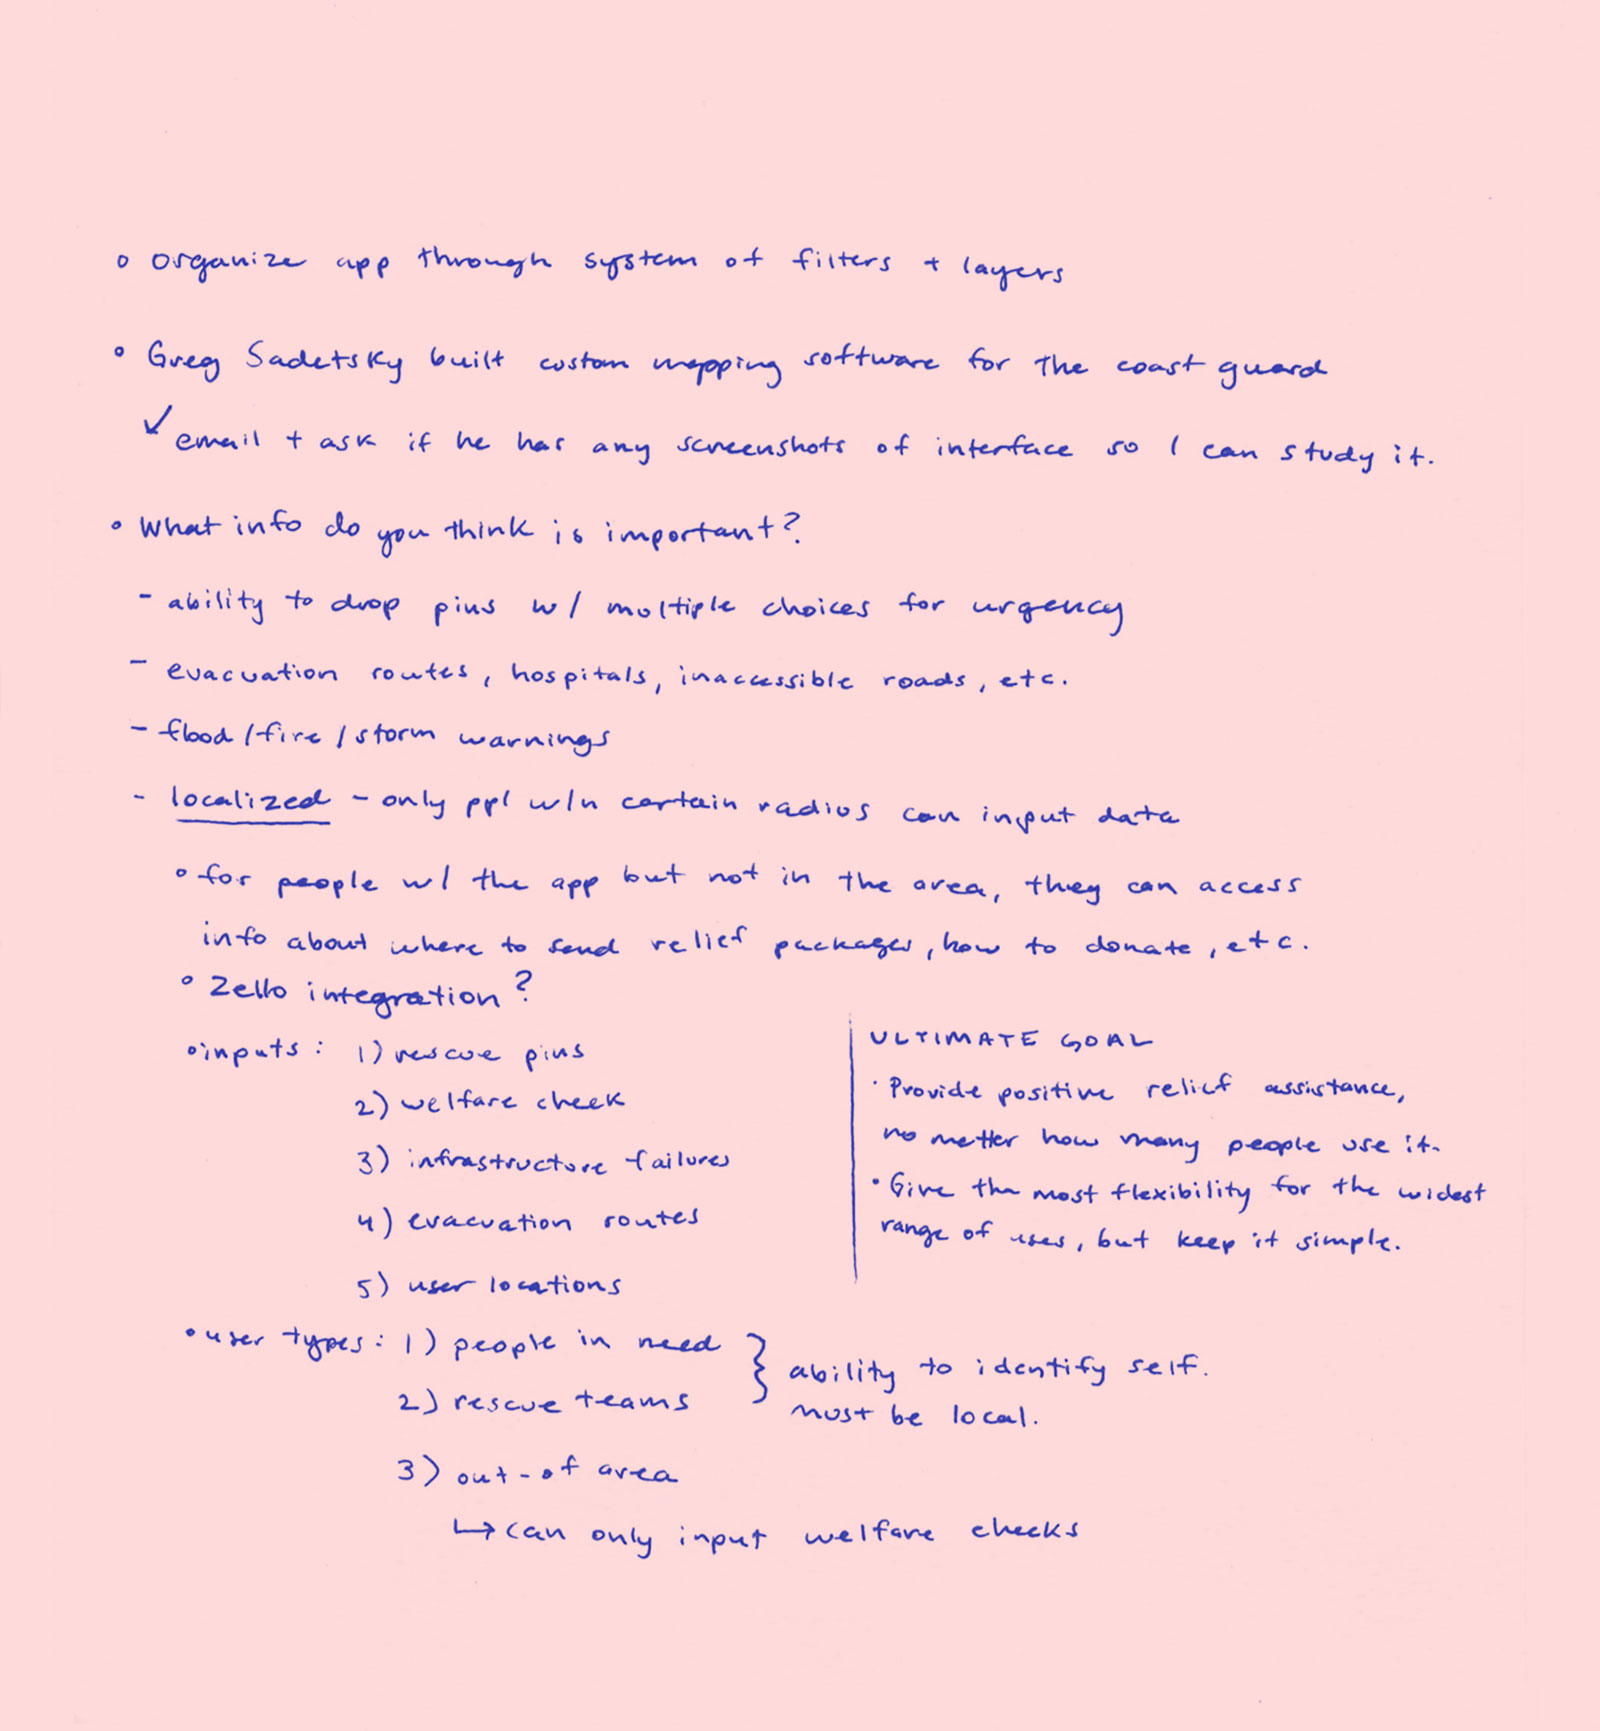 ° organize app through system of filters + layers
° Greg Sadetsky built custom mapping software for the coast guard
↙ email + ask if he has any screenshots of interface so I can study it.
° What info do you think is important?
- ability to drop pins w/ multiple choices for urgency
- evacuation routes, hospitals, inaccessible roads, etc.
- flood/fire/storm warnings
- localized - only ppl w/n certain radius can input data
° for people w/ the app but not in the area, they can access
info about where to send relief packages, how to donate, etc.
° Zello integration?
° inputs: 1) rescue pins
2) welfare check
3) infrastructure failures
4) evacuation routes
5) user locations
ULTIMATE GOAL
· Provide positive relief assistance,
no matter how many people use it.
· Give the most flexibility for the widest
range of uses, but keep it simple.
• user types: 1) people in need
2) rescue teams
} ability to identify self.
must be local.
3) out-of area
↳ can only input welfare checks